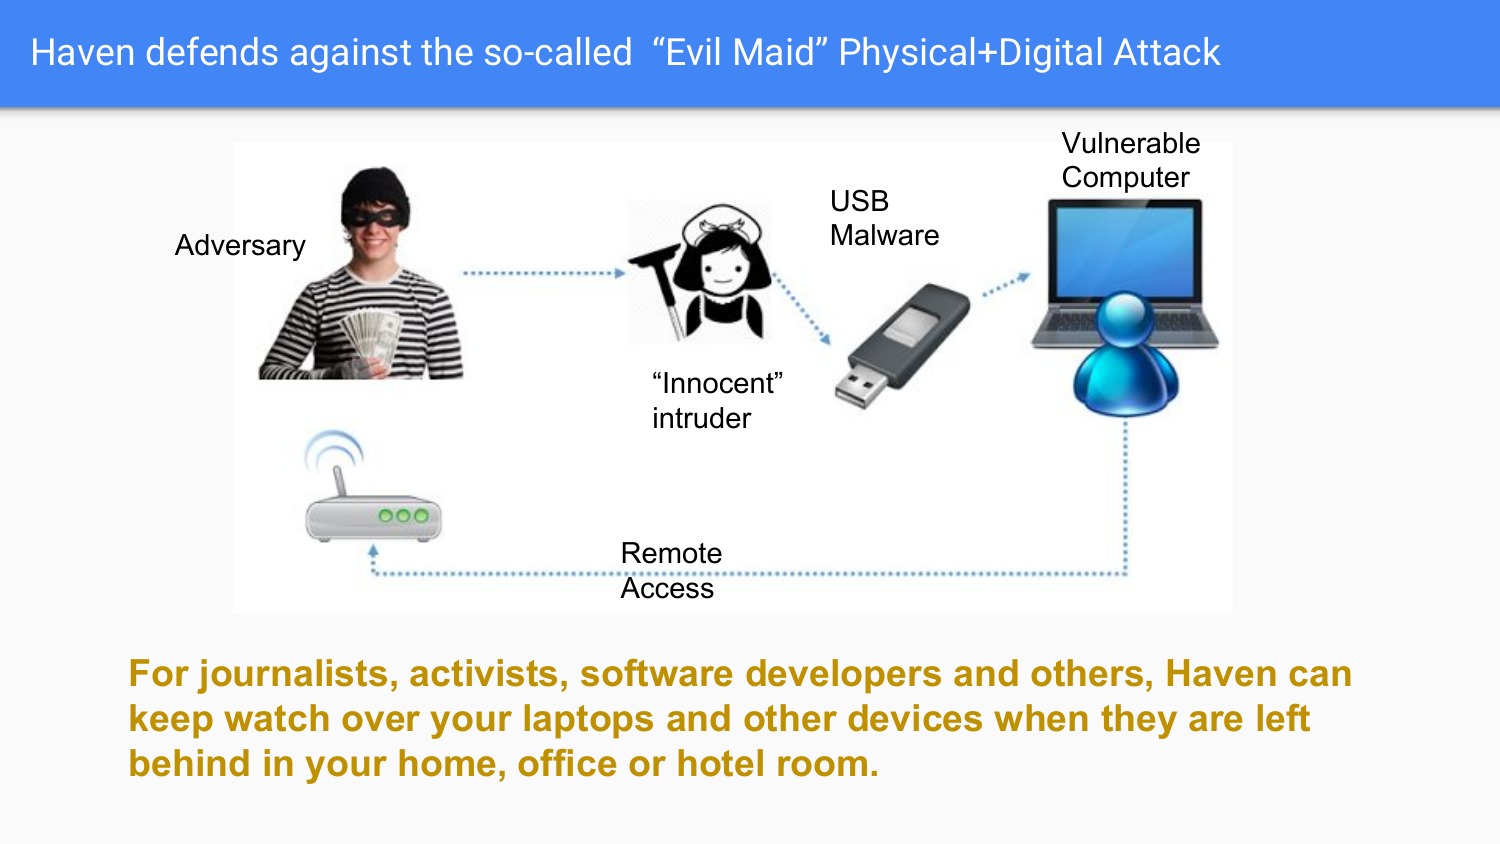 Haven defends against the so-called “Evil Maid” Physical+Digital Attack
Vulnerable
Computer
USB
Malware
Adversary
“Innocent”
intruder
Remote
Access
For journalists, activists, software developers and others, Haven can
keep watch over your laptops and other devices when they are left
behind in your home, office or hotel room.